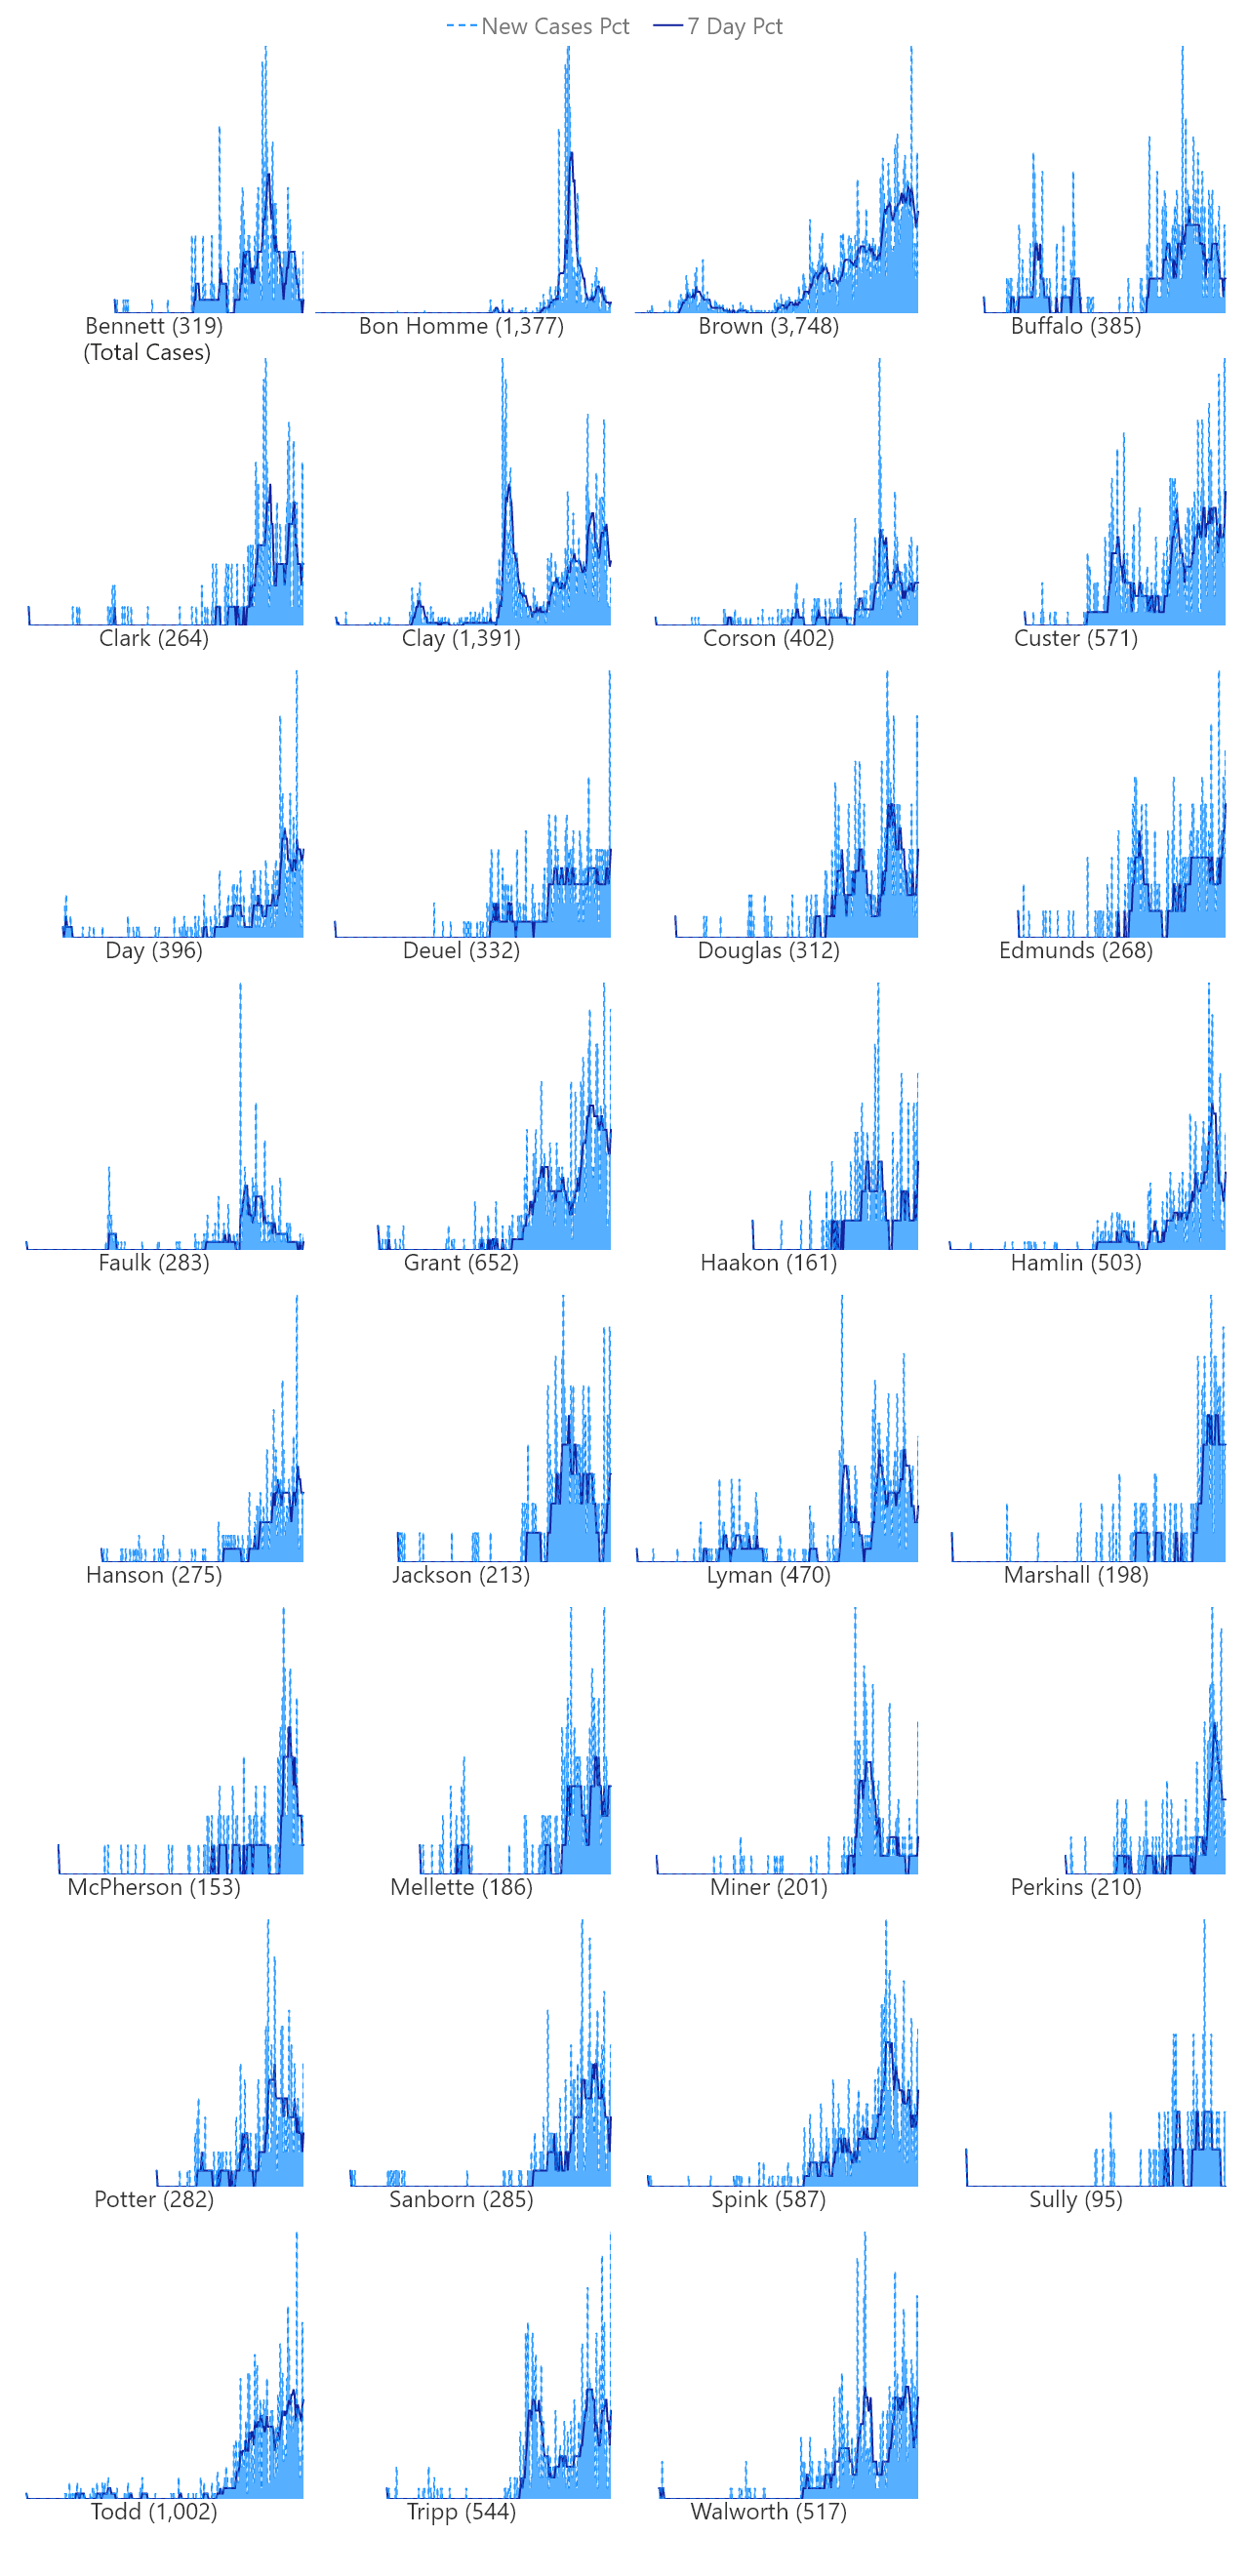 New Cases Pct 7 Day Pct
Bennett (319) Bon Homme (1,377) Brown (3,748) Buffalo (385)
(Total Cases)
Clark (264) Clay (1,391) Corson (402) Custer (571)
Day (396) Deuel (332) Douglas (312) Edmunds (268)
Faulk (283) Grant (652) Haakon (161) Hamlin (503)
Hanson (275) Jackson (213) Lyman (470) Marshall (198)
McPherson (153) Mellette (186) Miner (201) Perkins (210)
Potter (282) Sanborn (285) Spink (587) Sully (95)
Todd (1,002) Tripp (544) Walworth (517)